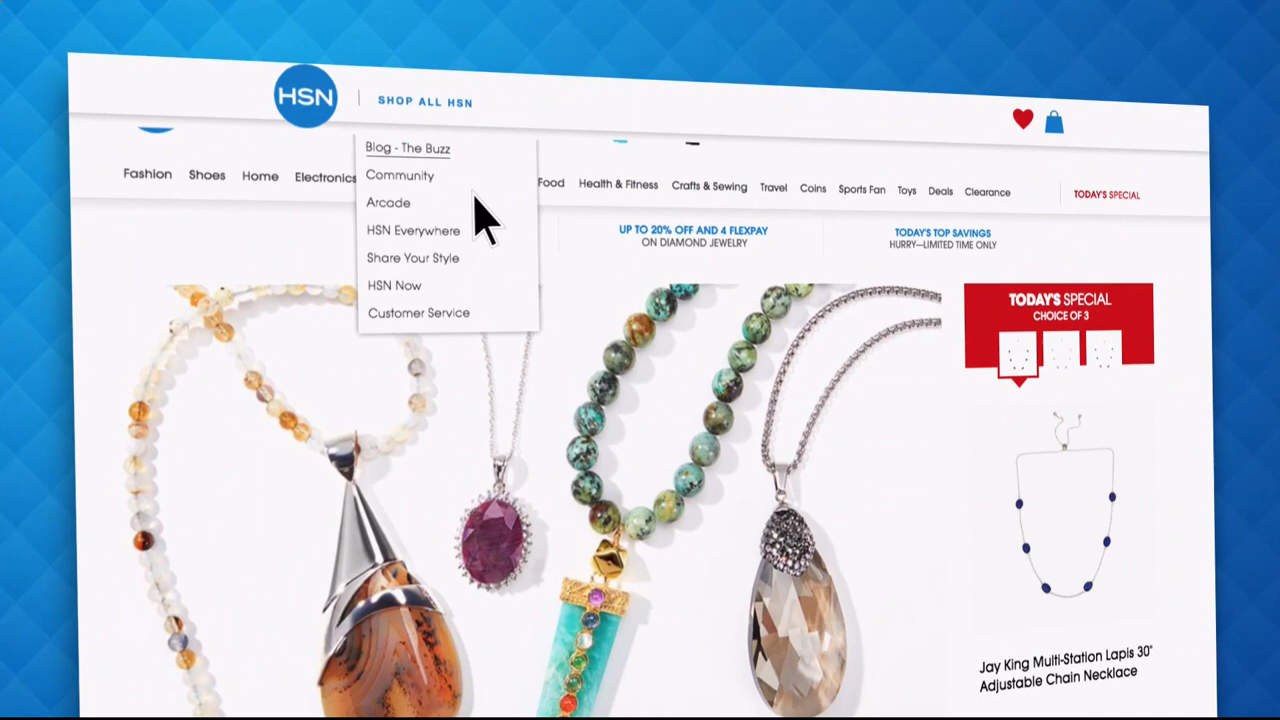 HSN
SHOP ALL HSN
Blog - The Buzz
Community
Arcade
HSN Everywhere
Share Your Style
HSN Now
Customer Service
Fashion Shoes Home Electronics Food Health & Fitness Crafts & Sewing Travel Coins Sports Fan Toys Deals Clearance TODAY'S SPECIAL
UP TO 20% OFF AND 4 FLEXPAY
ON DIAMOND JEWELRY
TODAY'S TOP SAVINGS
HURRY—LIMITED TIME ONLY
TODAY'S SPECIAL
CHOICE OF 3
Jay King Multi-Station Lapis 30"
Adjustable Chain Necklace